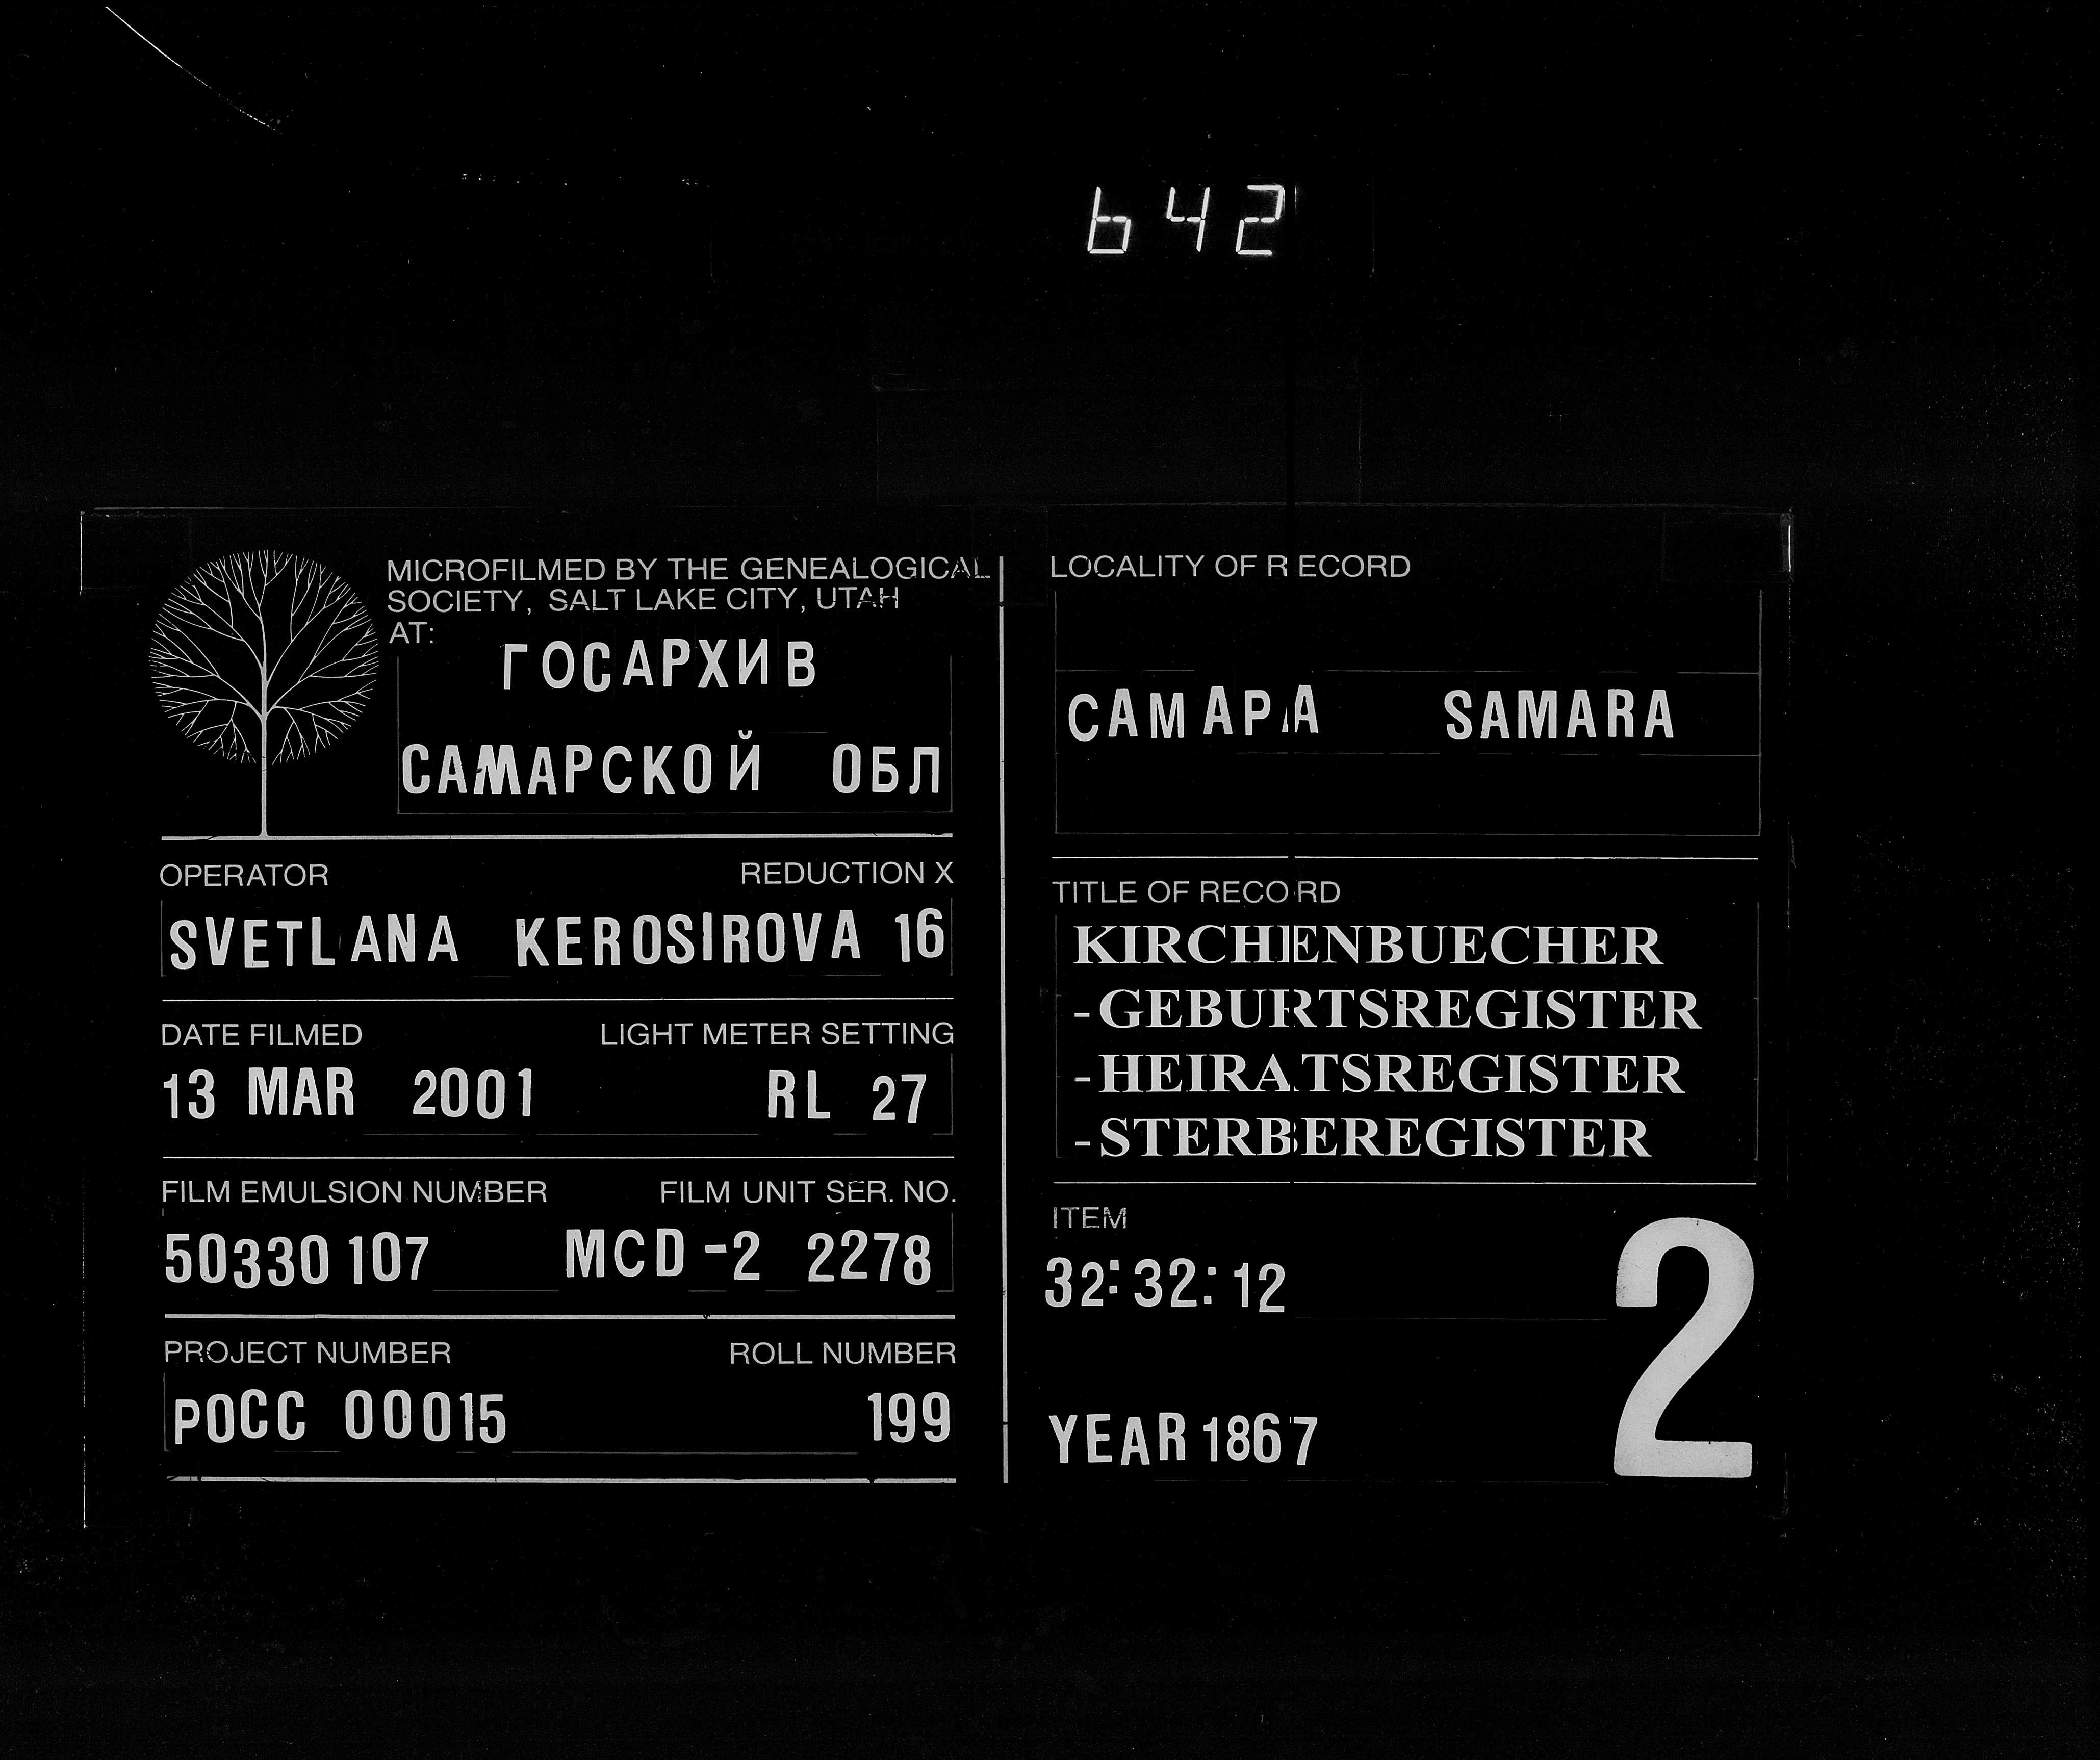 642
MICROFILMED BY THE GENEALOGICAL
SOCIETY, SALT LAKE CITY, UTAH
AT:
ГОСАРХИВ
САМАРСКОЙ ОБЛ
OPERATOR REDUCTION X
SVETLANA KEROSIROVA 16
DATE FILMED LIGHT METER SETTING
13 MAR 2001 RL 27
FILM EMULSION NUMBER FILM UNIT SER. NO.
50330107 MCD-2 2278
PROJECT NUMBER ROLL NUMBER
РОСС 00015 199
LOCALITY OF RECORD
САМАРА SAMARA
TITLE OF RECORD
KIRCHENBUECHER
-GEBURTSREGISTER
-HEIRATSREGISTER
-STERBEREGISTER
ITEM
32:32:12
2
YEAR 1867